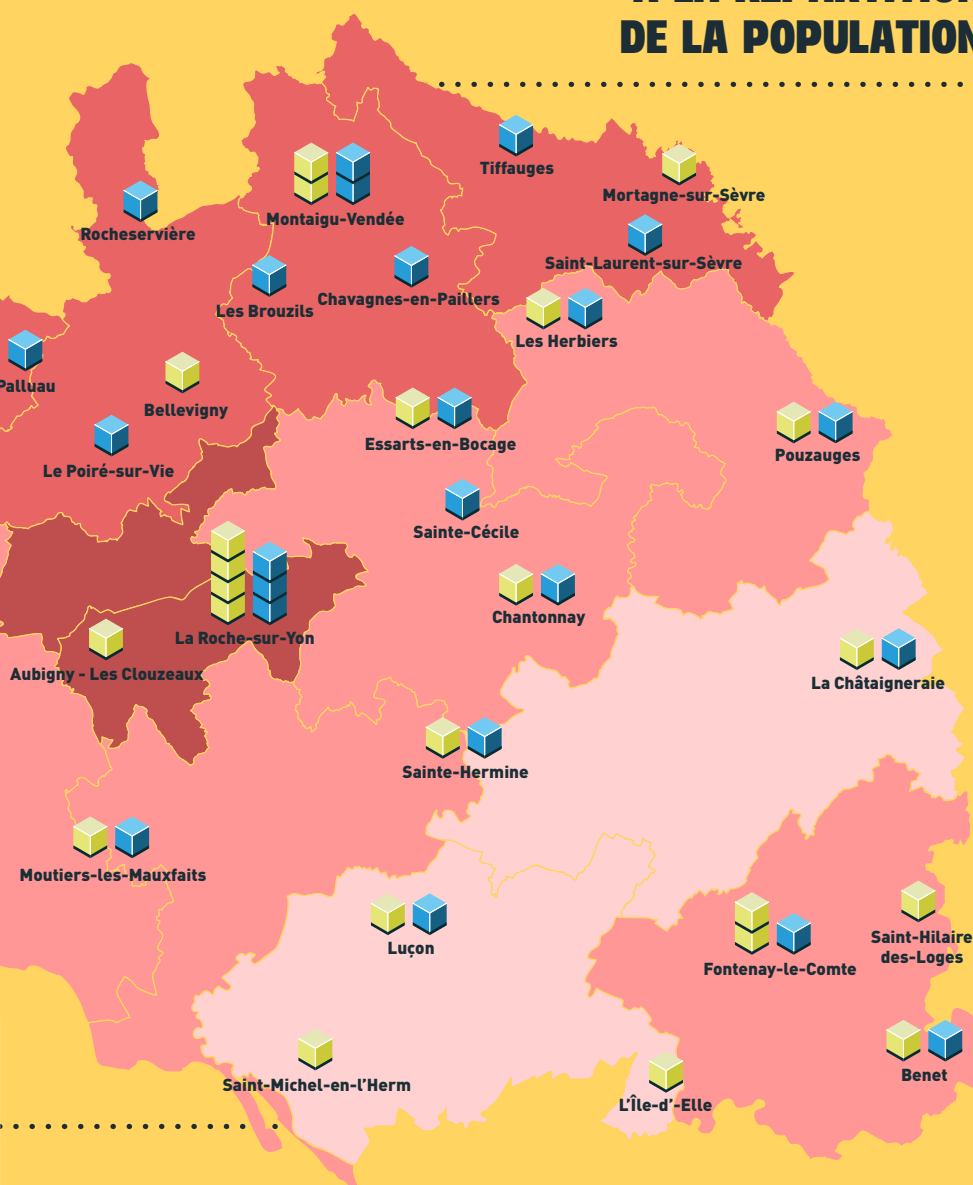 DE LA POPULATION
Tiffauges
Mortagne-sur-Sèvre
Montaigu-Vendée
Rocheservière
Saint-Laurent-sur-Sèvre
Chavagnes-en-Paillers
Les Brouzils
Les Herbiers
Palluau
Bellevigny
Essarts-en-Bocage
Pouzauges
Le Poiré-sur-Vie
Sainte-Cécile
Chantonnay
La Roche-sur-Yon
Aubigny - Les Clouzeaux
La Châtaigneraie
Sainte-Hermine
Moutiers-les-Mauxfaits
Luçon
Saint-Hilaire
des-Loges
Fontenay-le-Comte
Benet
Saint-Michel-en-l'Herm
L'Île-d'-Elle